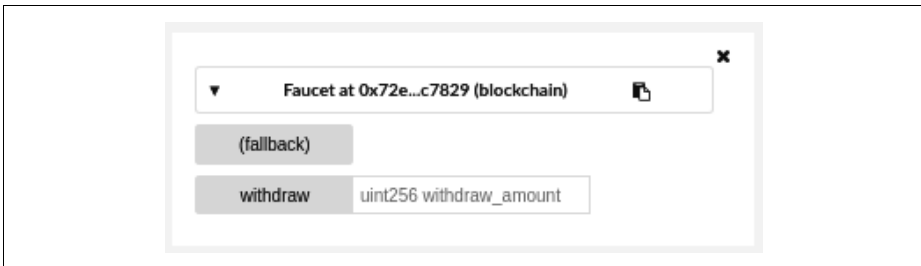 Faucet at 0x72e...c7829 (blockchain)
(fallback)
withdraw uint256 withdraw_amount